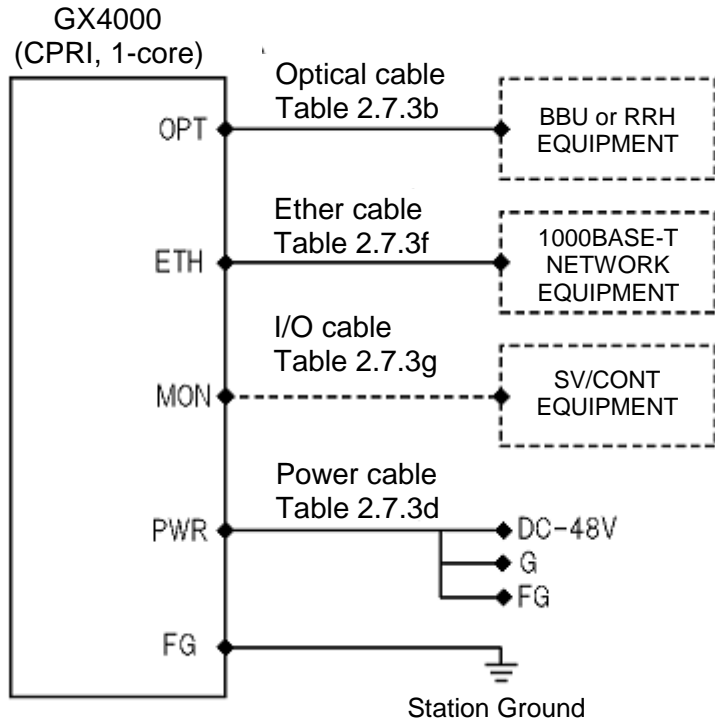 GX4000
(CPRI, 1-core)
OPT
Optical cable
Table 2.7.3b
BBU or RRH
EQUIPMENT
ETH
Ether cable
Table 2.7.3f
1000BASE-T
NETWORK
EQUIPMENT
MON
I/O cable
Table 2.7.3g
SV/CONT
EQUIPMENT
PWR
Power cable
Table 2.7.3d
DC-48V
G
FG
FG
Station Ground